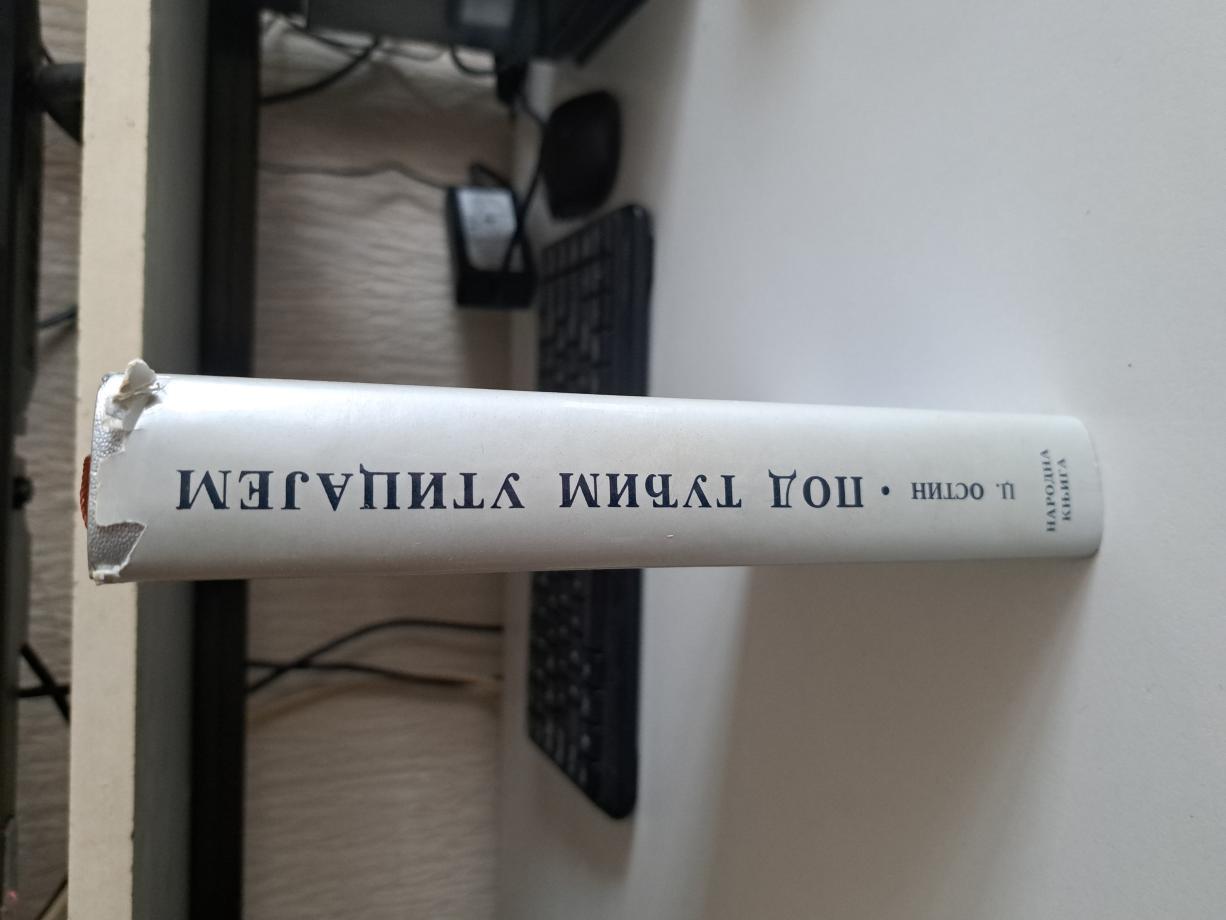 Џ. ОСТИН • ПОД ТУЂИМ УТИЦАЈЕМ
НАРОДНА
КЊИГА